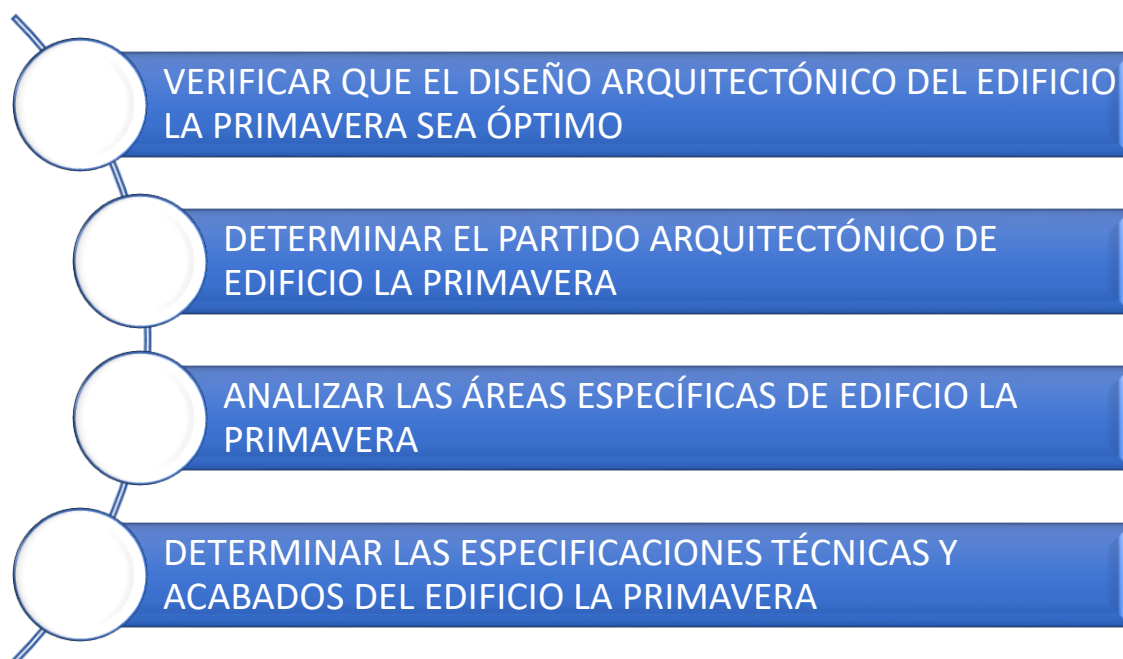 VERIFICAR QUE EL DISEÑO ARQUITECTÓNICO DEL EDIFICIO
LA PRIMAVERA SEA ÓPTIMO
DETERMINAR EL PARTIDO ARQUITECTÓNICO DE
EDIFICIO LA PRIMAVERA
ANALIZAR LAS ÁREAS ESPECÍFICAS DE EDIFCIO LA
PRIMAVERA
DETERMINAR LAS ESPECIFICACIONES TÉCNICAS Y
ACABADOS DEL EDIFICIO LA PRIMAVERA